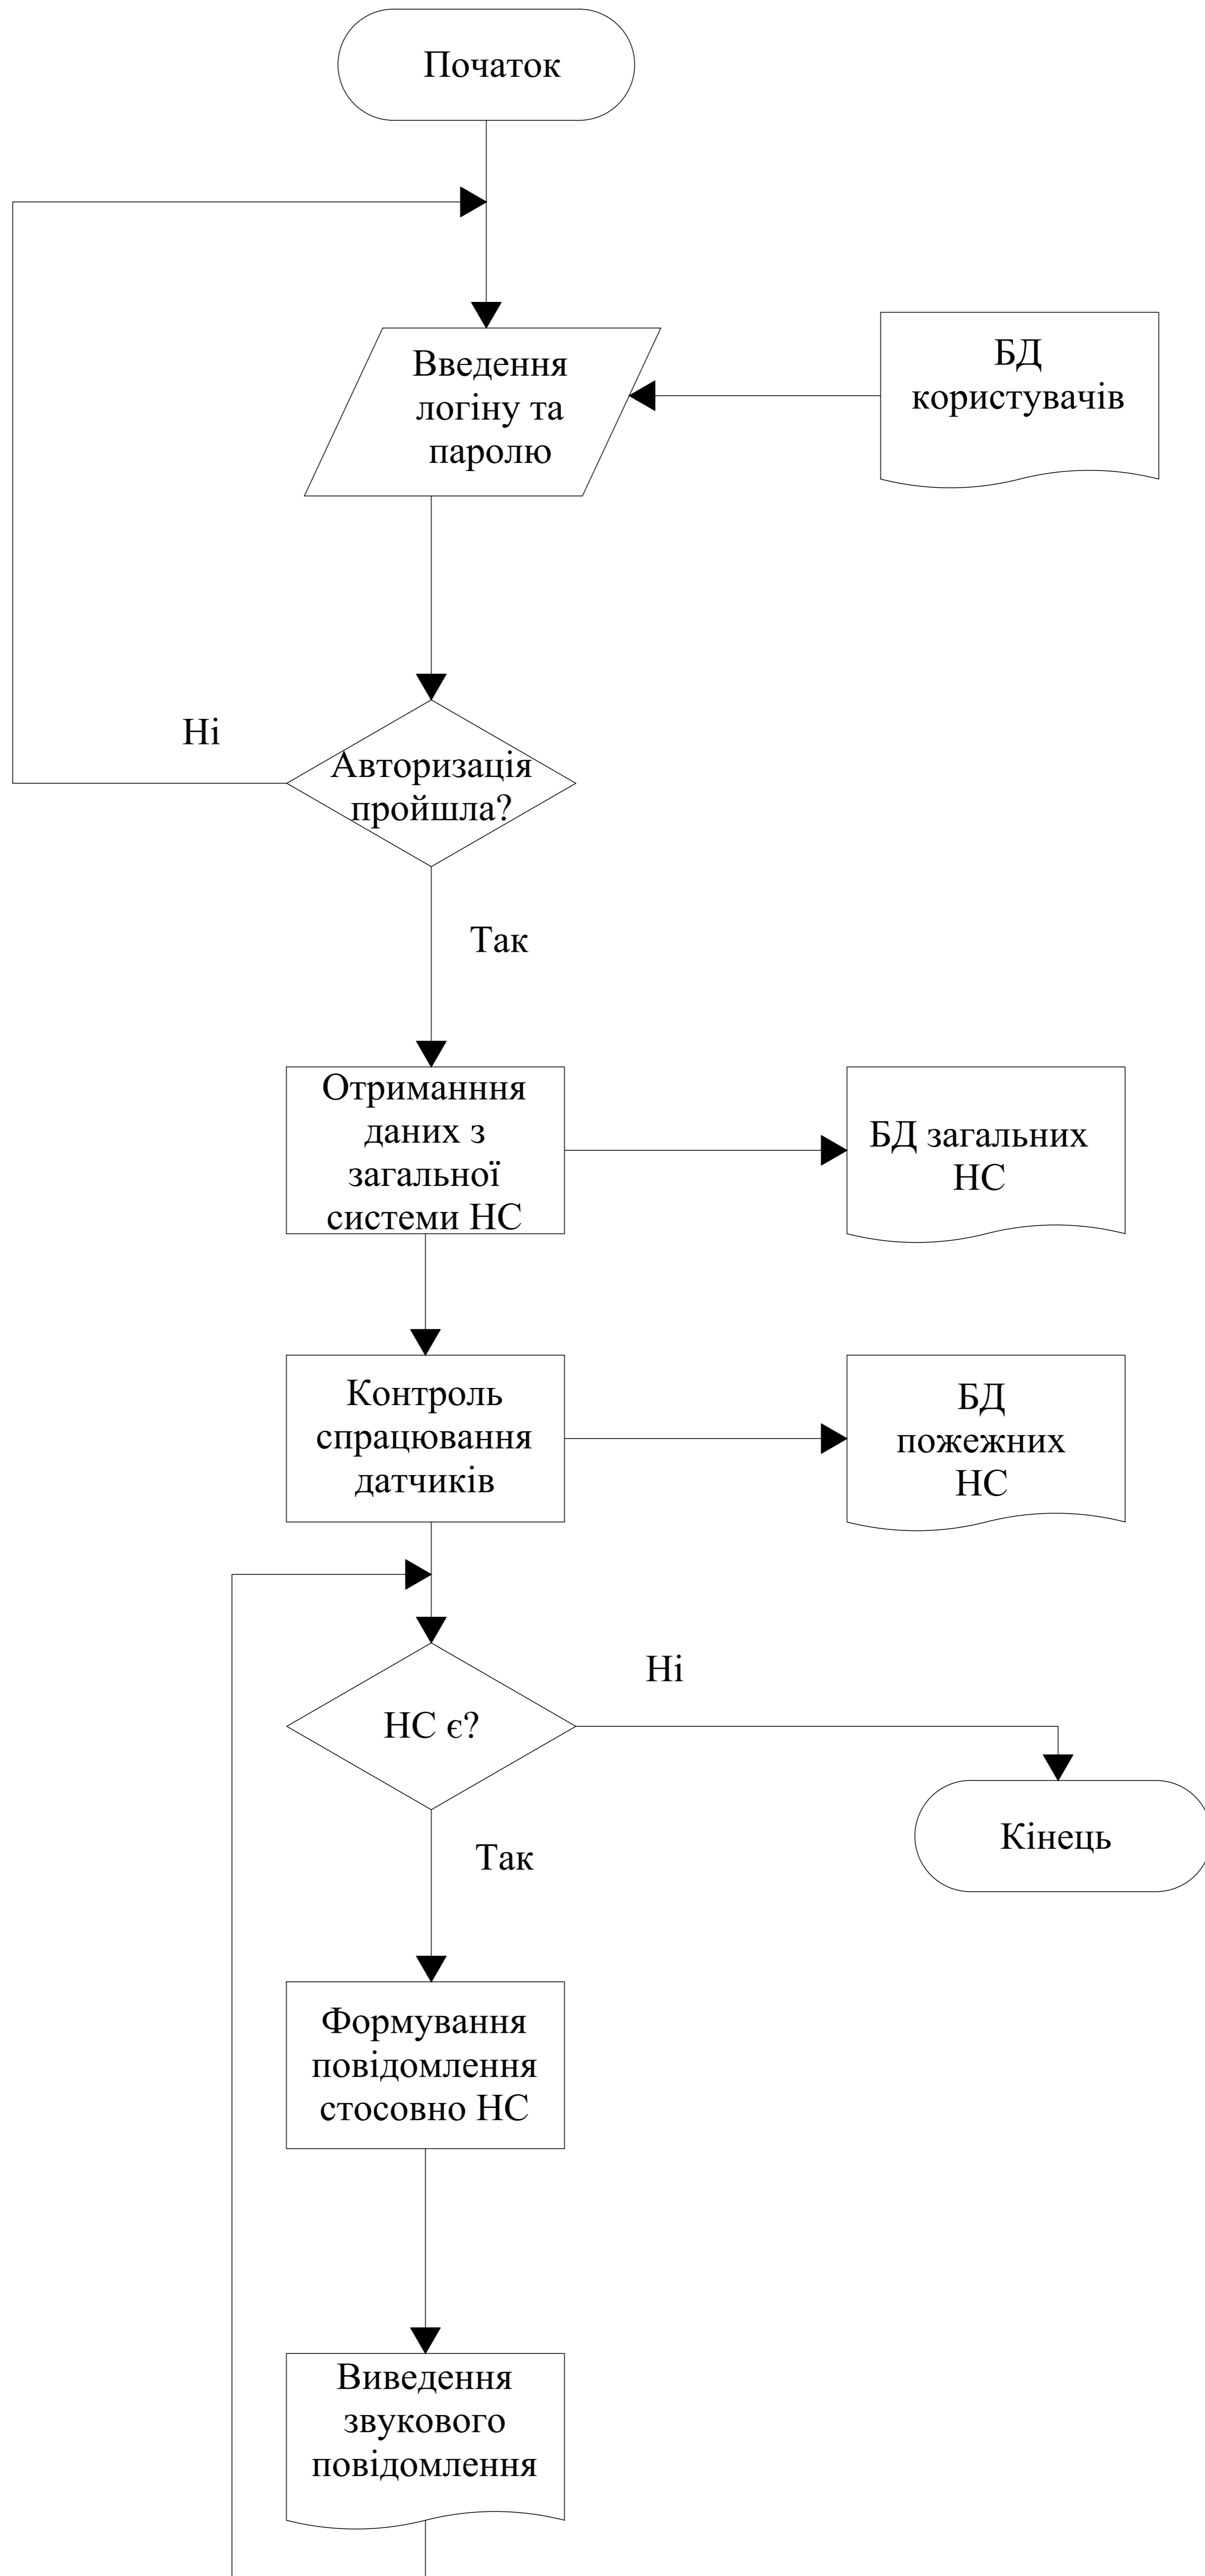 Початок
Введення
логіну та
паролю
БД
користувачів
Ні
Авторизація
пройшла?
Так
Отриманння
даних з
загальної
системи НС
БД загальних
НС
Контроль
спрацювання
датчиків
БД
пожежних
НС
Ні
НС є?
Кінець
Так
Формування
повідомлення
стосовно НС
Виведення
звукового
повідомлення